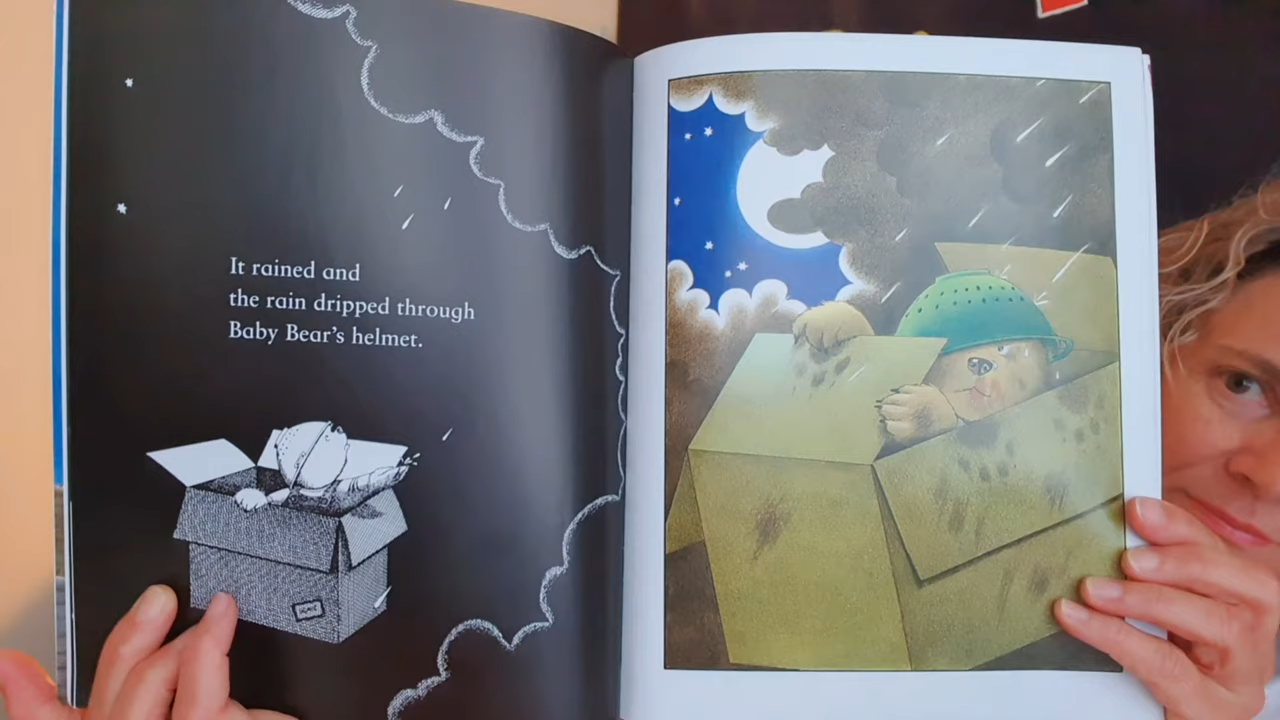 It rained and
the rain dripped through
Baby Bear's helmet.